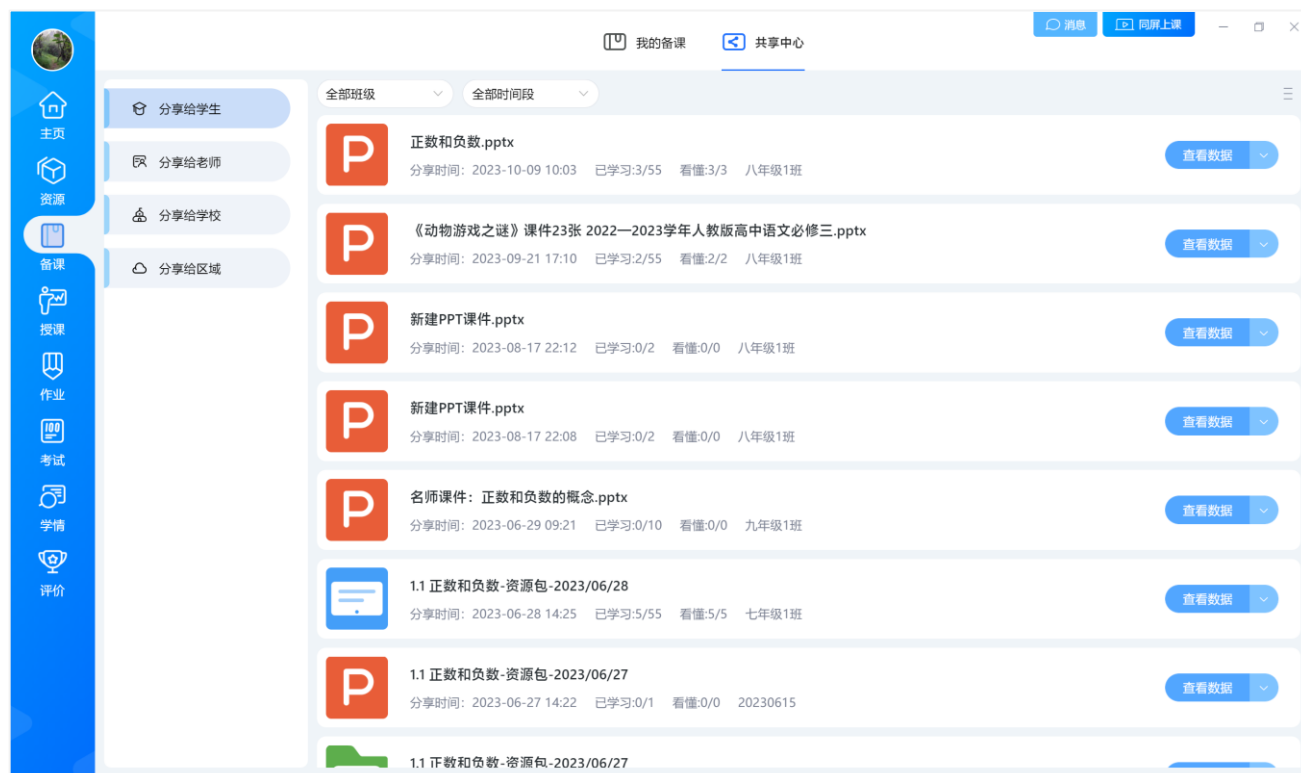 消息
同屏上课
我的备课
共享中心
主页
资源
备课
授课
作业
考试
学情
评价
分享给学生
分享给老师
分享给学校
分享给区域
全部班级
全部时间段
正数和负数.pptx
分享时间：2023-10-09 10:03 已学习:3/55 看懂:3/3 八年级1班
查看数据
《动物游戏之谜》课件23张 2022—2023学年人教版高中语文必修三.pptx
分享时间：2023-09-21 17:10 已学习:2/55 看懂:2/2 八年级1班
查看数据
新建PPT课件.pptx
分享时间：2023-08-17 22:12 已学习:0/2 看懂:0/0 八年级1班
查看数据
新建PPT课件.pptx
分享时间：2023-08-17 22:08 已学习:0/2 看懂:0/0 八年级1班
查看数据
名师课件：正数和负数的概念.pptx
分享时间：2023-06-29 09:21 已学习:0/10 看懂:0/0 九年级1班
查看数据
1.1 正数和负数-资源包-2023/06/28
分享时间：2023-06-28 14:25 已学习:5/55 看懂:5/5 七年级1班
查看数据
1.1 正数和负数-资源包-2023/06/27
分享时间：2023-06-27 14:22 已学习:0/1 看懂:0/0 20230615
查看数据
1.1 正数和负数-资源包-2023/06/27